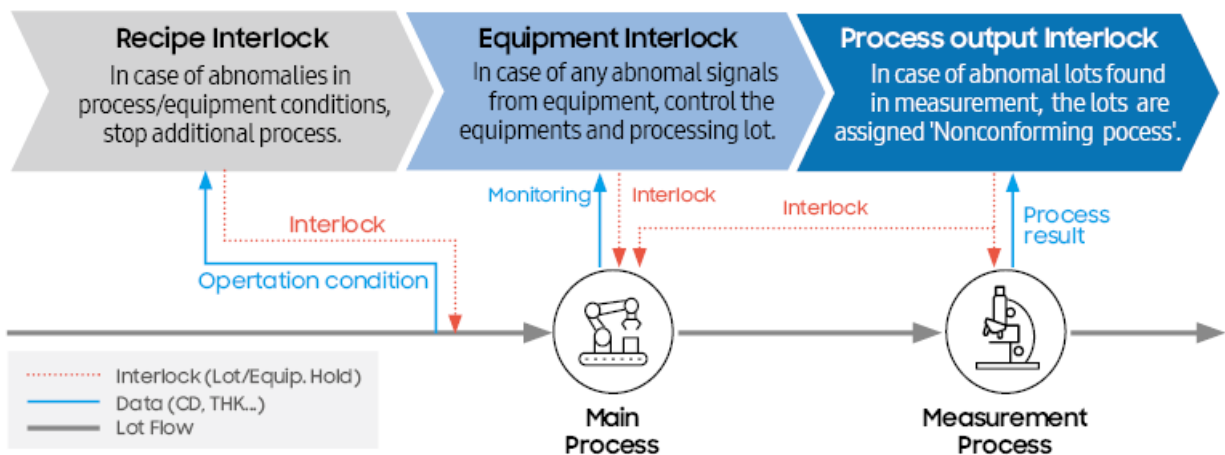 Recipe Interlock
In case of abnomalies in
process/equipment conditions,
stop additional process.
Equipment Interlock
In case of any abnomal signals
from equipment, control the
equipments and processing lot.
Process output Interlock
In case of abnomal lots found
in measurement, the lots are
assigned 'Nonconforming pocess'.
Interlock
Opertation condition
Monitoring
Interlock
Interlock
Process
result
Interlock (Lot/Equip. Hold)
Data (CD, THK...)
Lot Flow
Main
Process
Measurement
Process